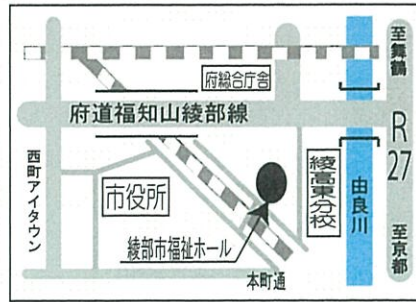 府総合庁舎
至舞鶴
府道福知山綾部線
R
27
西町アイタウン
市役所
綾高東分校
由良川
綾部市福祉ホール
本町通
至京都